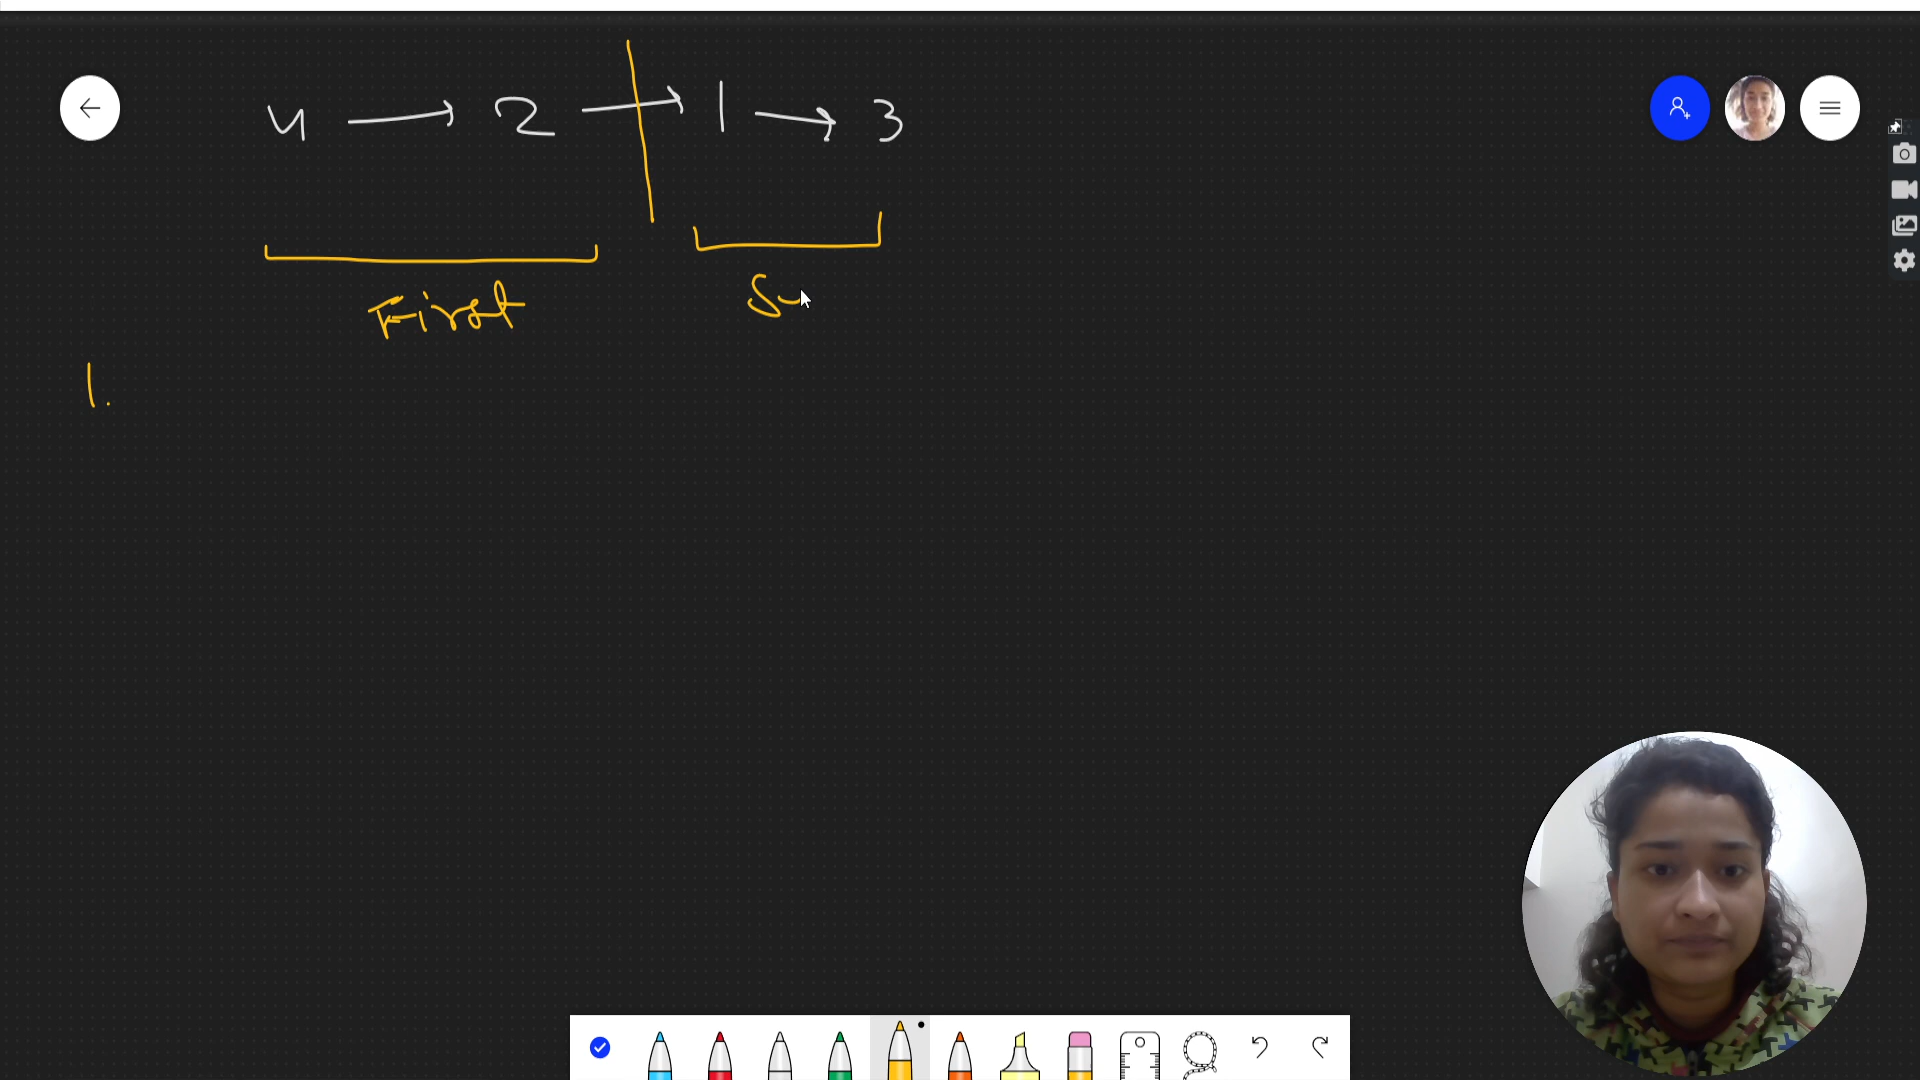 4 → 2 → 1 → 3
First
1.